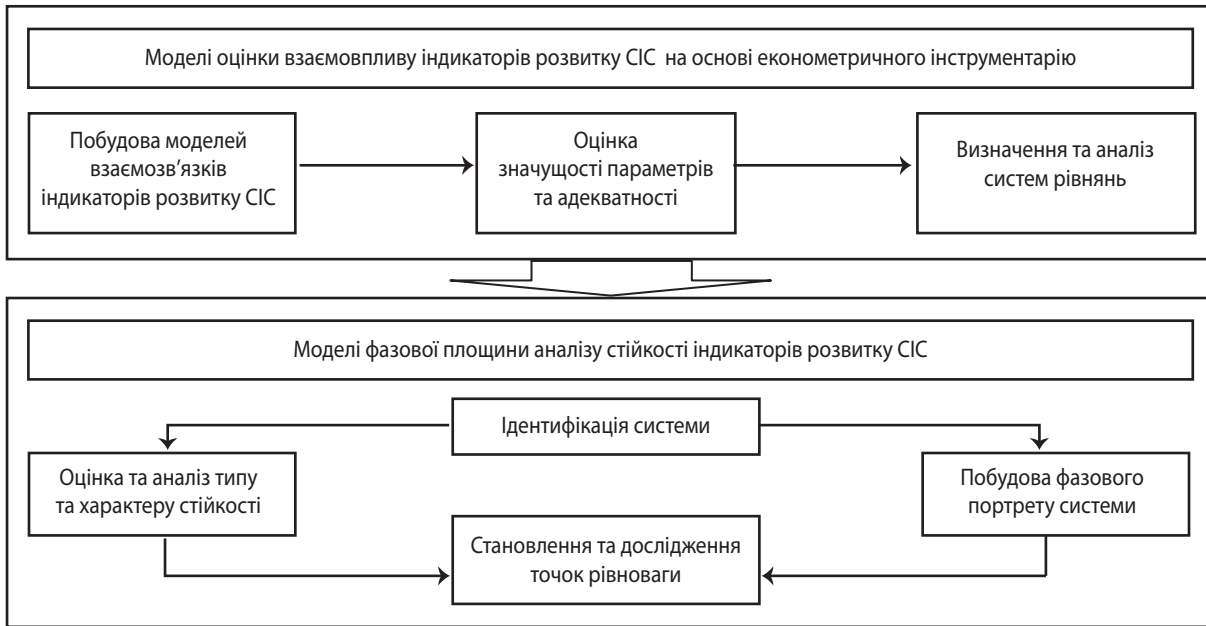 Моделі оцінки взаємовпливу індикаторів розвитку СІС на основі економетричного інструментарію
Побудова моделей
взаємозв'язків
індикаторів розвитку СІС
Оцінка
значущості параметрів
та адекватності
Визначення та аналіз
систем рівнянь
Моделі фазової площини аналізу стійкості індикаторів розвитку СІС
Ідентифікація системи
Оцінка та аналіз типу
та характеру стійкості
Побудова фазового
портрету системи
Становлення та дослідження
точок рівноваги